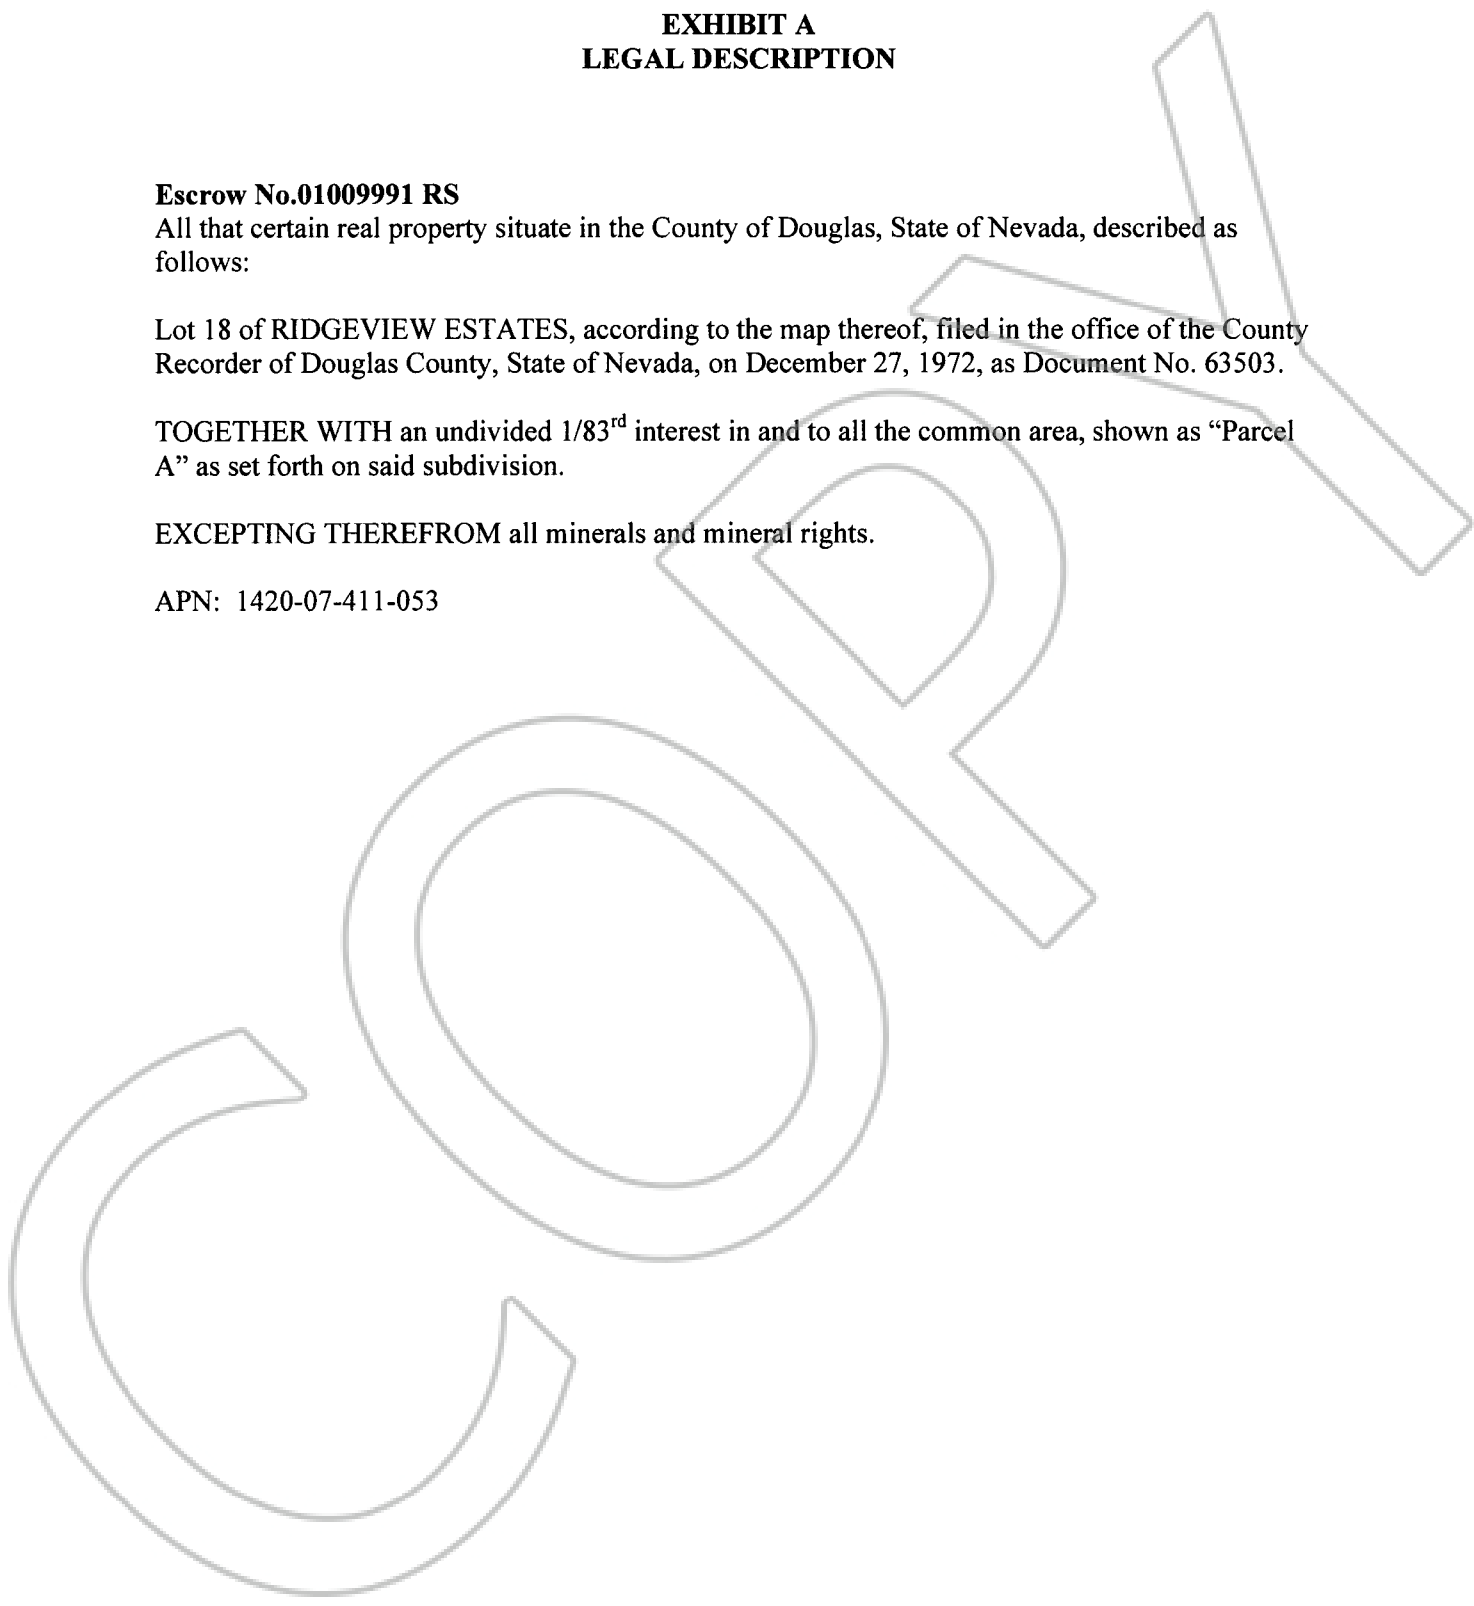 EXHIBIT A
LEGAL DESCRIPTION
Escrow No.01009991 RS
All that certain real property situate in the County of Douglas, State of Nevada, described as
follows:
Lot 18 of RIDGEVIEW ESTATES, according to the map thereof, filed in the office of the County
Recorder of Douglas County, State of Nevada, on December 27, 1972, as Document No. 63503.
TOGETHER WITH an undivided 1/83rd interest in and to all the common area, shown as “Parcel
A” as set forth on said subdivision.
EXCEPTING THEREFROM all minerals and mineral rights.
APN: 1420-07-411-053
COPY